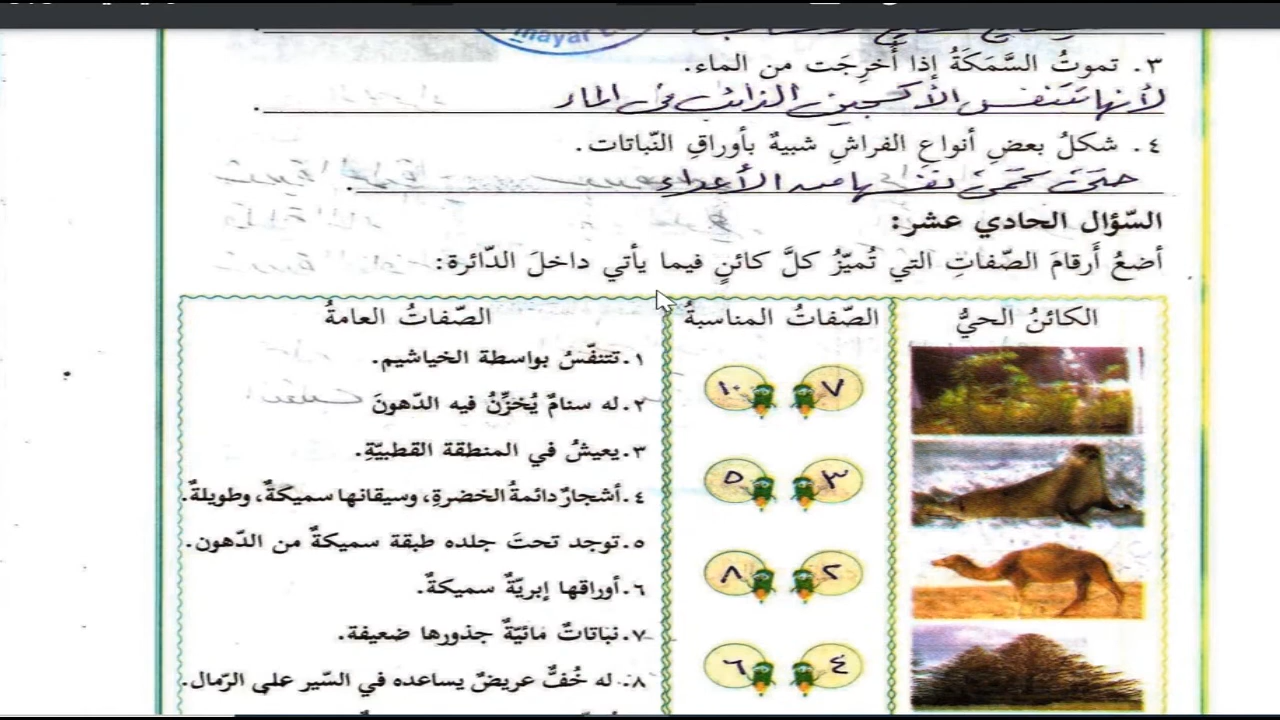 mayar
٣. تموتُ السَّمَكَةُ إذا أُخرِجَت من الماء.
لأنها تتنفس الأكسجين الذائب في الماء.
٤. شكلُ بعضِ أنواعِ الفراشِ شبيهٌ بأوراقِ النّباتات.
حتى تحمي نفسها من الأعداء.
السّؤال الحادي عشر:
أضعُ أَرقامَ الصّفاتِ التي تُميّزُ كلَّ كائنٍ فيما يأتي داخلَ الدّائرة:
الكائنُ الحيُّ
الصّفاتُ المناسبةُ
الصّفاتُ العامةُ
٧ ١٠
٣ ٥
٢ ٨
٤ ٦
١.تتنفّسُ بواسطة الخياشيم.
٢.له سنامٌ يُخزِّنُ فيه الدّهونَ
٣.يعيشُ في المنطقة القطبيّةِ.
٤.أشجارٌ دائمةُ الخضرةِ، وسيقانها سميكةٌ، وطويلةٌ.
٥.توجد تحتَ جلده طبقة سميكةٌ من الدّهون.
٦.أوراقها إبريّةٌ سميكةٌ.
٧.نباتاتٌ مائيّةٌ جذورها ضعيفة.
٨. له خُفٌّ عريضٌ يساعده في السّير على الرّمال.